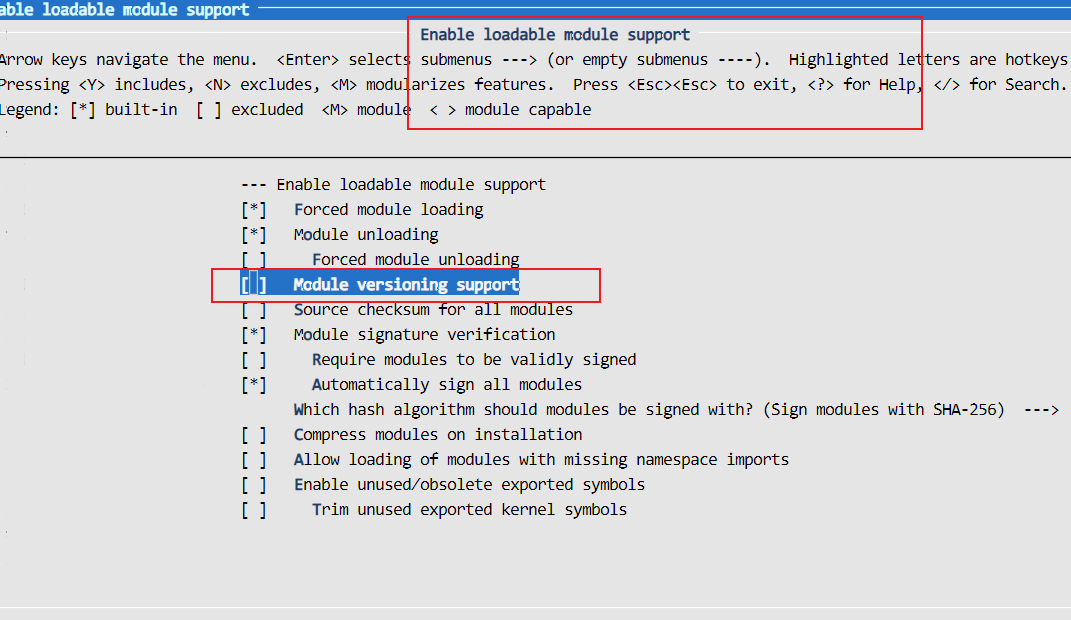 able loadable module support
Enable loadable module support
Arrow keys navigate the menu.  <Enter> selects submenus ---> (or empty submenus ----).  Highlighted letters are hotkeys
Pressing <Y> includes, <N> excludes, <M> modularizes features.  Press <Esc><Esc> to exit, <?> for Help, </> for Search.
Legend: [*] built-in  [ ] excluded  <M> module  < > module capable
--- Enable loadable module support
[*]   Forced module loading
[*]   Module unloading
[ ]     Forced module unloading
[ ]   Module versioning support
[ ]   Source checksum for all modules
[*]   Module signature verification
[ ]     Require modules to be validly signed
[*]     Automatically sign all modules
Which hash algorithm should modules be signed with? (Sign modules with SHA-256)  --->
[ ]   Compress modules on installation
[ ]   Allow loading of modules with missing namespace imports
[ ]   Enable unused/obsolete exported symbols
[ ]     Trim unused exported kernel symbols